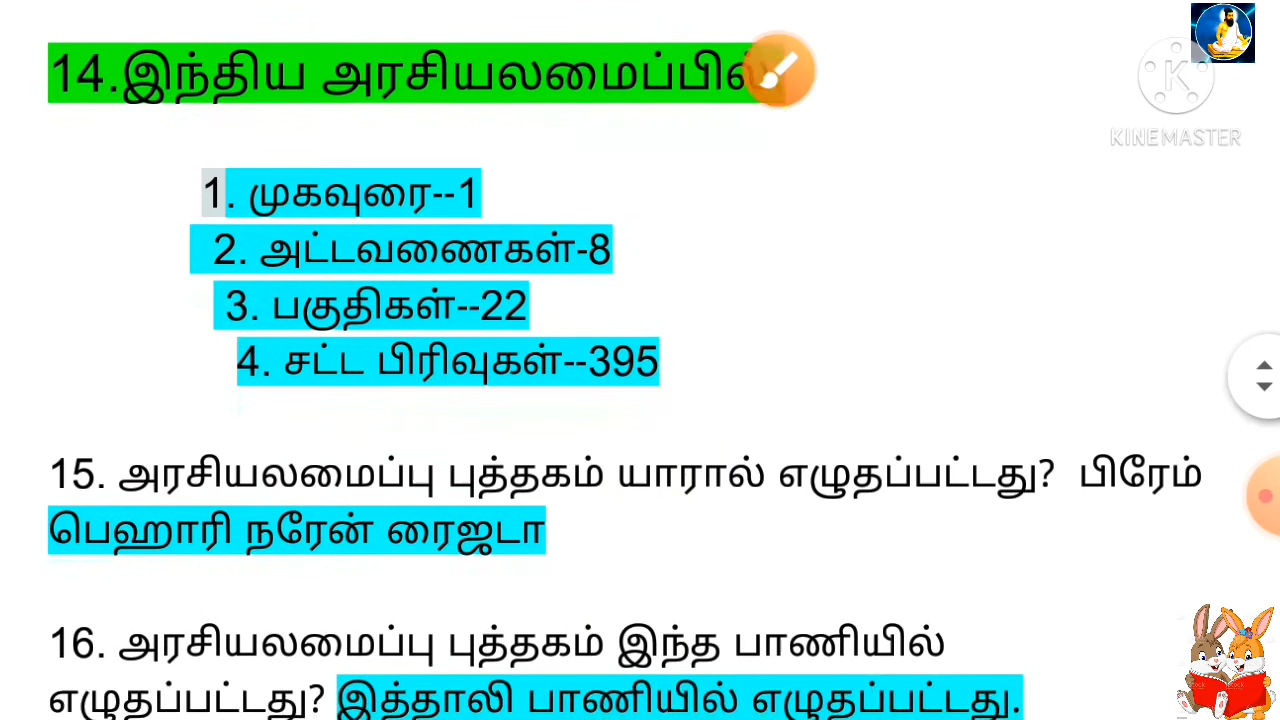 14.இந்திய அரசியலமைப்பில்
KINEMASTER
1. முகவுரை--1
2. அட்டவணைகள்-8
3. பகுதிகள்--22
4. சட்ட பிரிவுகள்--395
15. அரசியலமைப்பு புத்தகம் யாரால் எழுதப்பட்டது? பிரேம்
பெஹாரி நரேன் ரைஜடா
16. அரசியலமைப்பு புத்தகம் இந்த பாணியில்
எழுதப்பட்டது? இத்தாலி பாணியில் எழுதப்பட்டது.